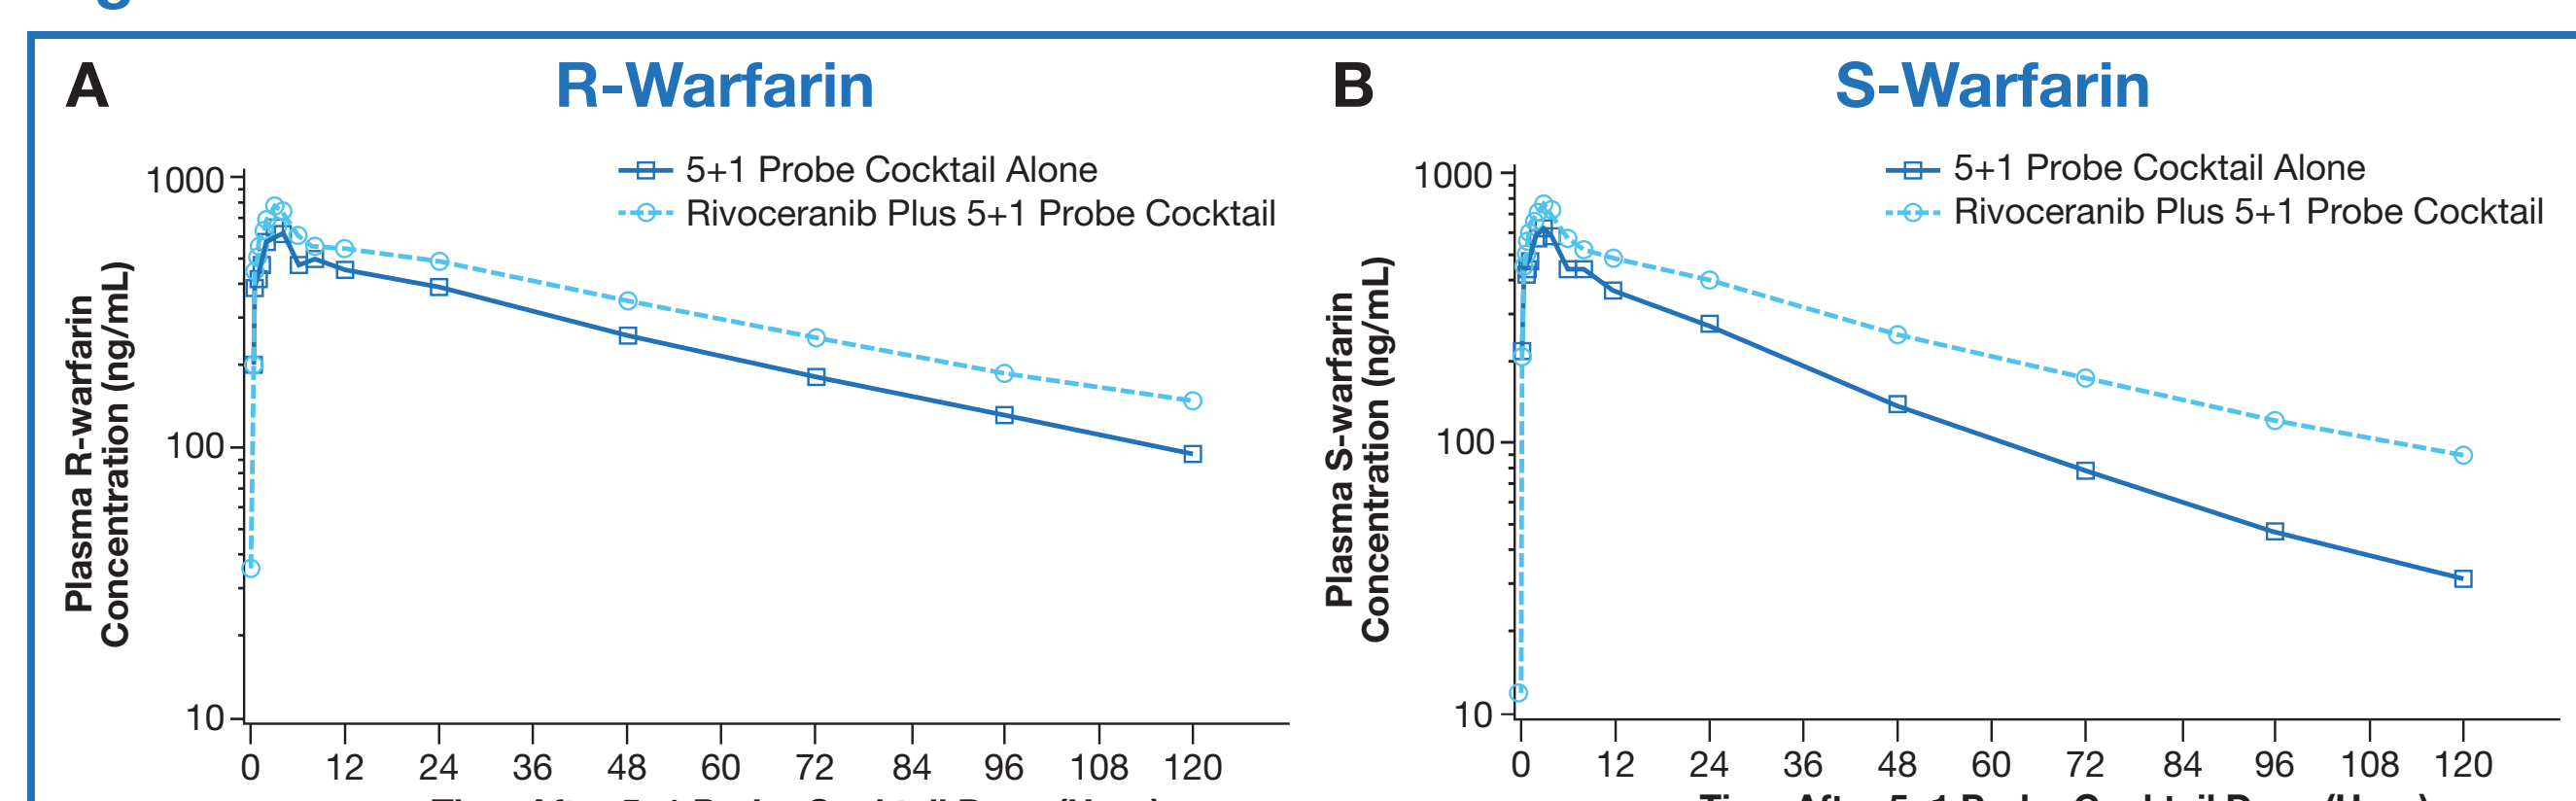 A
R-Warfarin
5+1 Probe Cocktail Alone
Rivoceranib Plus 5+1 Probe Cocktail
Plasma R-warfarin
Concentration (ng/mL)
1000
100
10
0 12 24 36 48 60 72 84 96 108 120
B
S-Warfarin
5+1 Probe Cocktail Alone
Rivoceranib Plus 5+1 Probe Cocktail
Plasma S-warfarin
Concentration (ng/mL)
1000
100
10
0 12 24 36 48 60 72 84 96 108 120